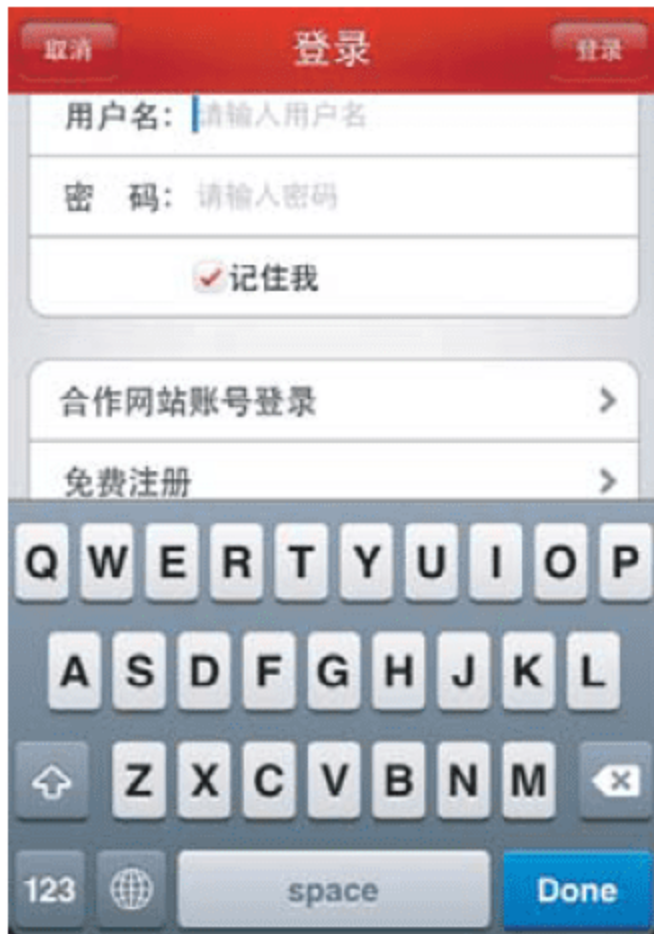 取消 登录 登录
用户名: 请输入用户名
密 码: 请输入密码
记住我
合作网站账号登录
免费注册
Q W E R T Y U I O P
A S D F G H J K L
Z X C V B N M
123 space Done